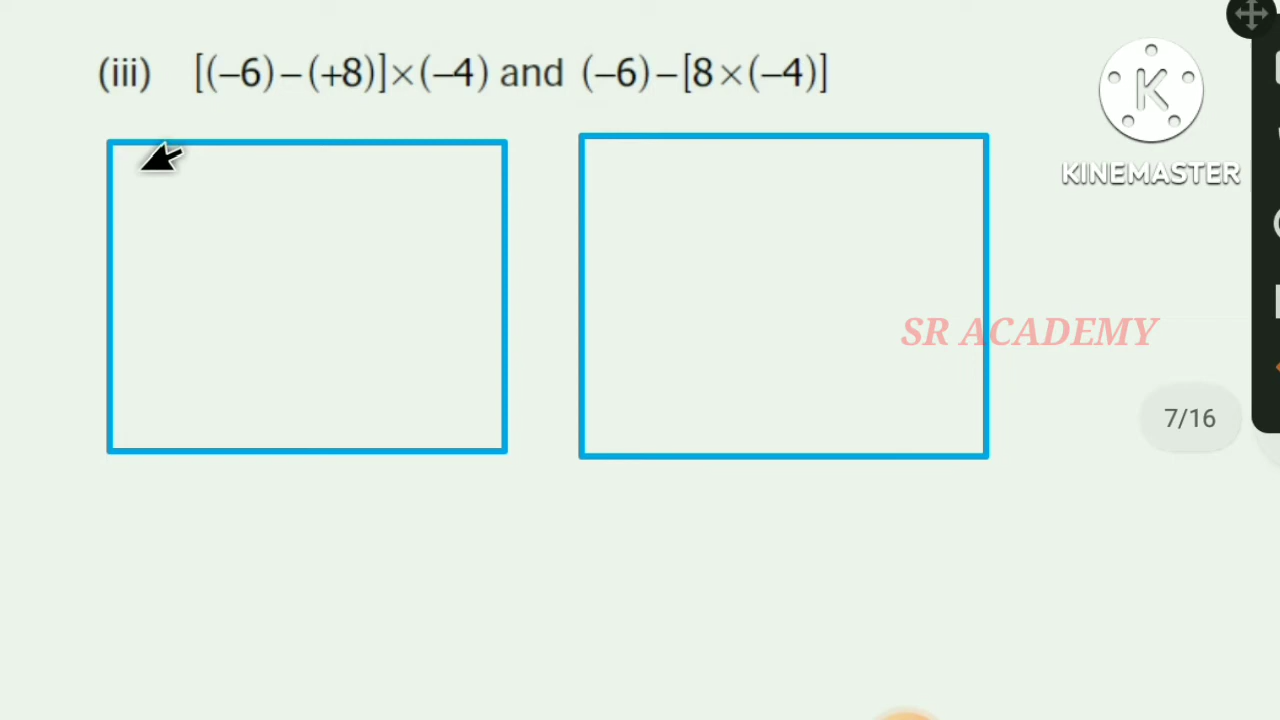 (iii) [(–6)–(+8)]×(–4) and (–6)–[8×(–4)]
K
KINEMASTER
SR ACADEMY
7/16